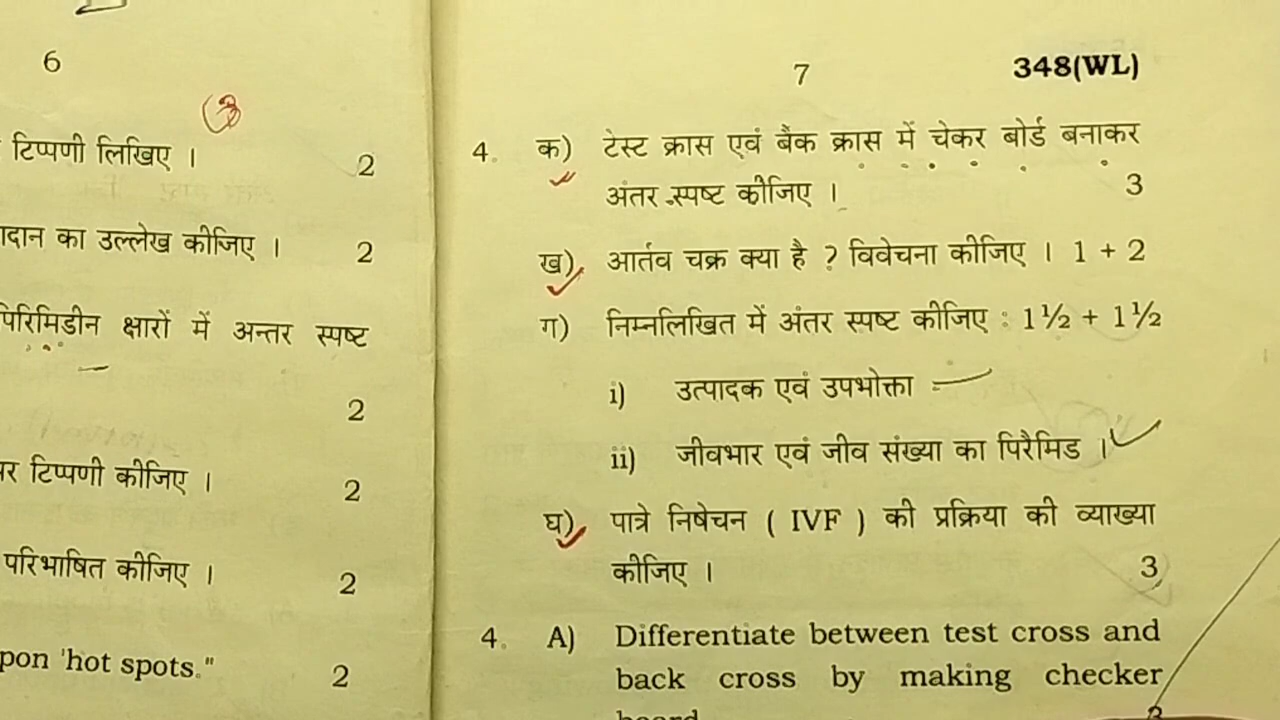 6
3
टिप्पणी लिखिए । 2
दान का उल्लेख कीजिए । 2
पिरिमिडीन क्षारों में अन्तर स्पष्ट
2
र टिप्पणी कीजिए । 2
परिभाषित कीजिए । 2
pon 'hot spots." 2
7 348(WL)
4. क) टेस्ट क्रास एवं बैक क्रास में चेकर बोर्ड बनाकर
अंतर स्पष्ट कीजिए । 3
ख) आर्तव चक्र क्या है ? विवेचना कीजिए । 1 + 2
ग) निम्नलिखित में अंतर स्पष्ट कीजिए : 1½ + 1½
i) उत्पादक एवं उपभोक्ता
ii) जीवभार एवं जीव संख्या का पिरैमिड ।
घ) पात्रे निषेचन ( IVF ) की प्रक्रिया की व्याख्या
कीजिए । 3
4. A) Differentiate between test cross and
back cross by making checker
board